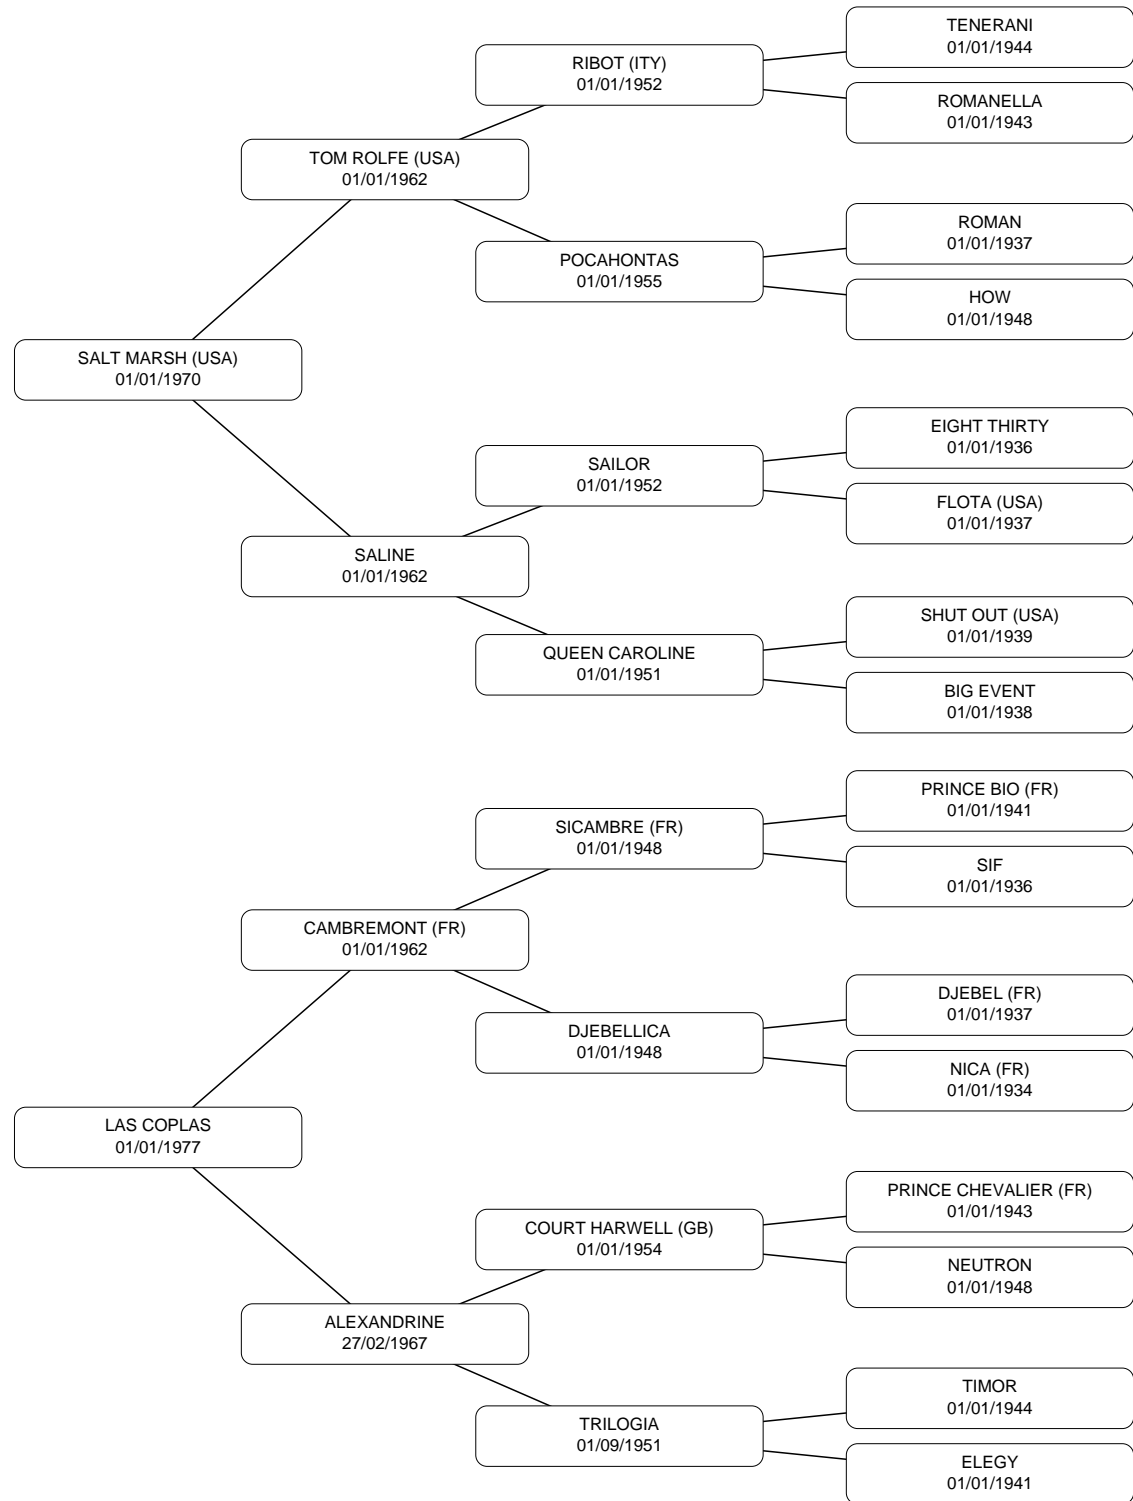 TENERANI
01/01/1944
RIBOT (ITY)
01/01/1952
ROMANELLA
01/01/1943
TOM ROLFE (USA)
01/01/1962
ROMAN
01/01/1937
POCAHONTAS
01/01/1955
HOW
01/01/1948
SALT MARSH (USA)
01/01/1970
EIGHT THIRTY
01/01/1936
SAILOR
01/01/1952
FLOTA (USA)
01/01/1937
SALINE
01/01/1962
SHUT OUT (USA)
01/01/1939
QUEEN CAROLINE
01/01/1951
BIG EVENT
01/01/1938
PRINCE BIO (FR)
01/01/1941
SICAMBRE (FR)
01/01/1948
SIF
01/01/1936
CAMBREMONT (FR)
01/01/1962
DJEBEL (FR)
01/01/1937
DJEBELLICA
01/01/1948
NICA (FR)
01/01/1934
LAS COPLAS
01/01/1977
PRINCE CHEVALIER (FR)
01/01/1943
COURT HARWELL (GB)
01/01/1954
NEUTRON
01/01/1948
ALEXANDRINE
27/02/1967
TIMOR
01/01/1944
TRILOGIA
01/09/1951
ELEGY
01/01/1941